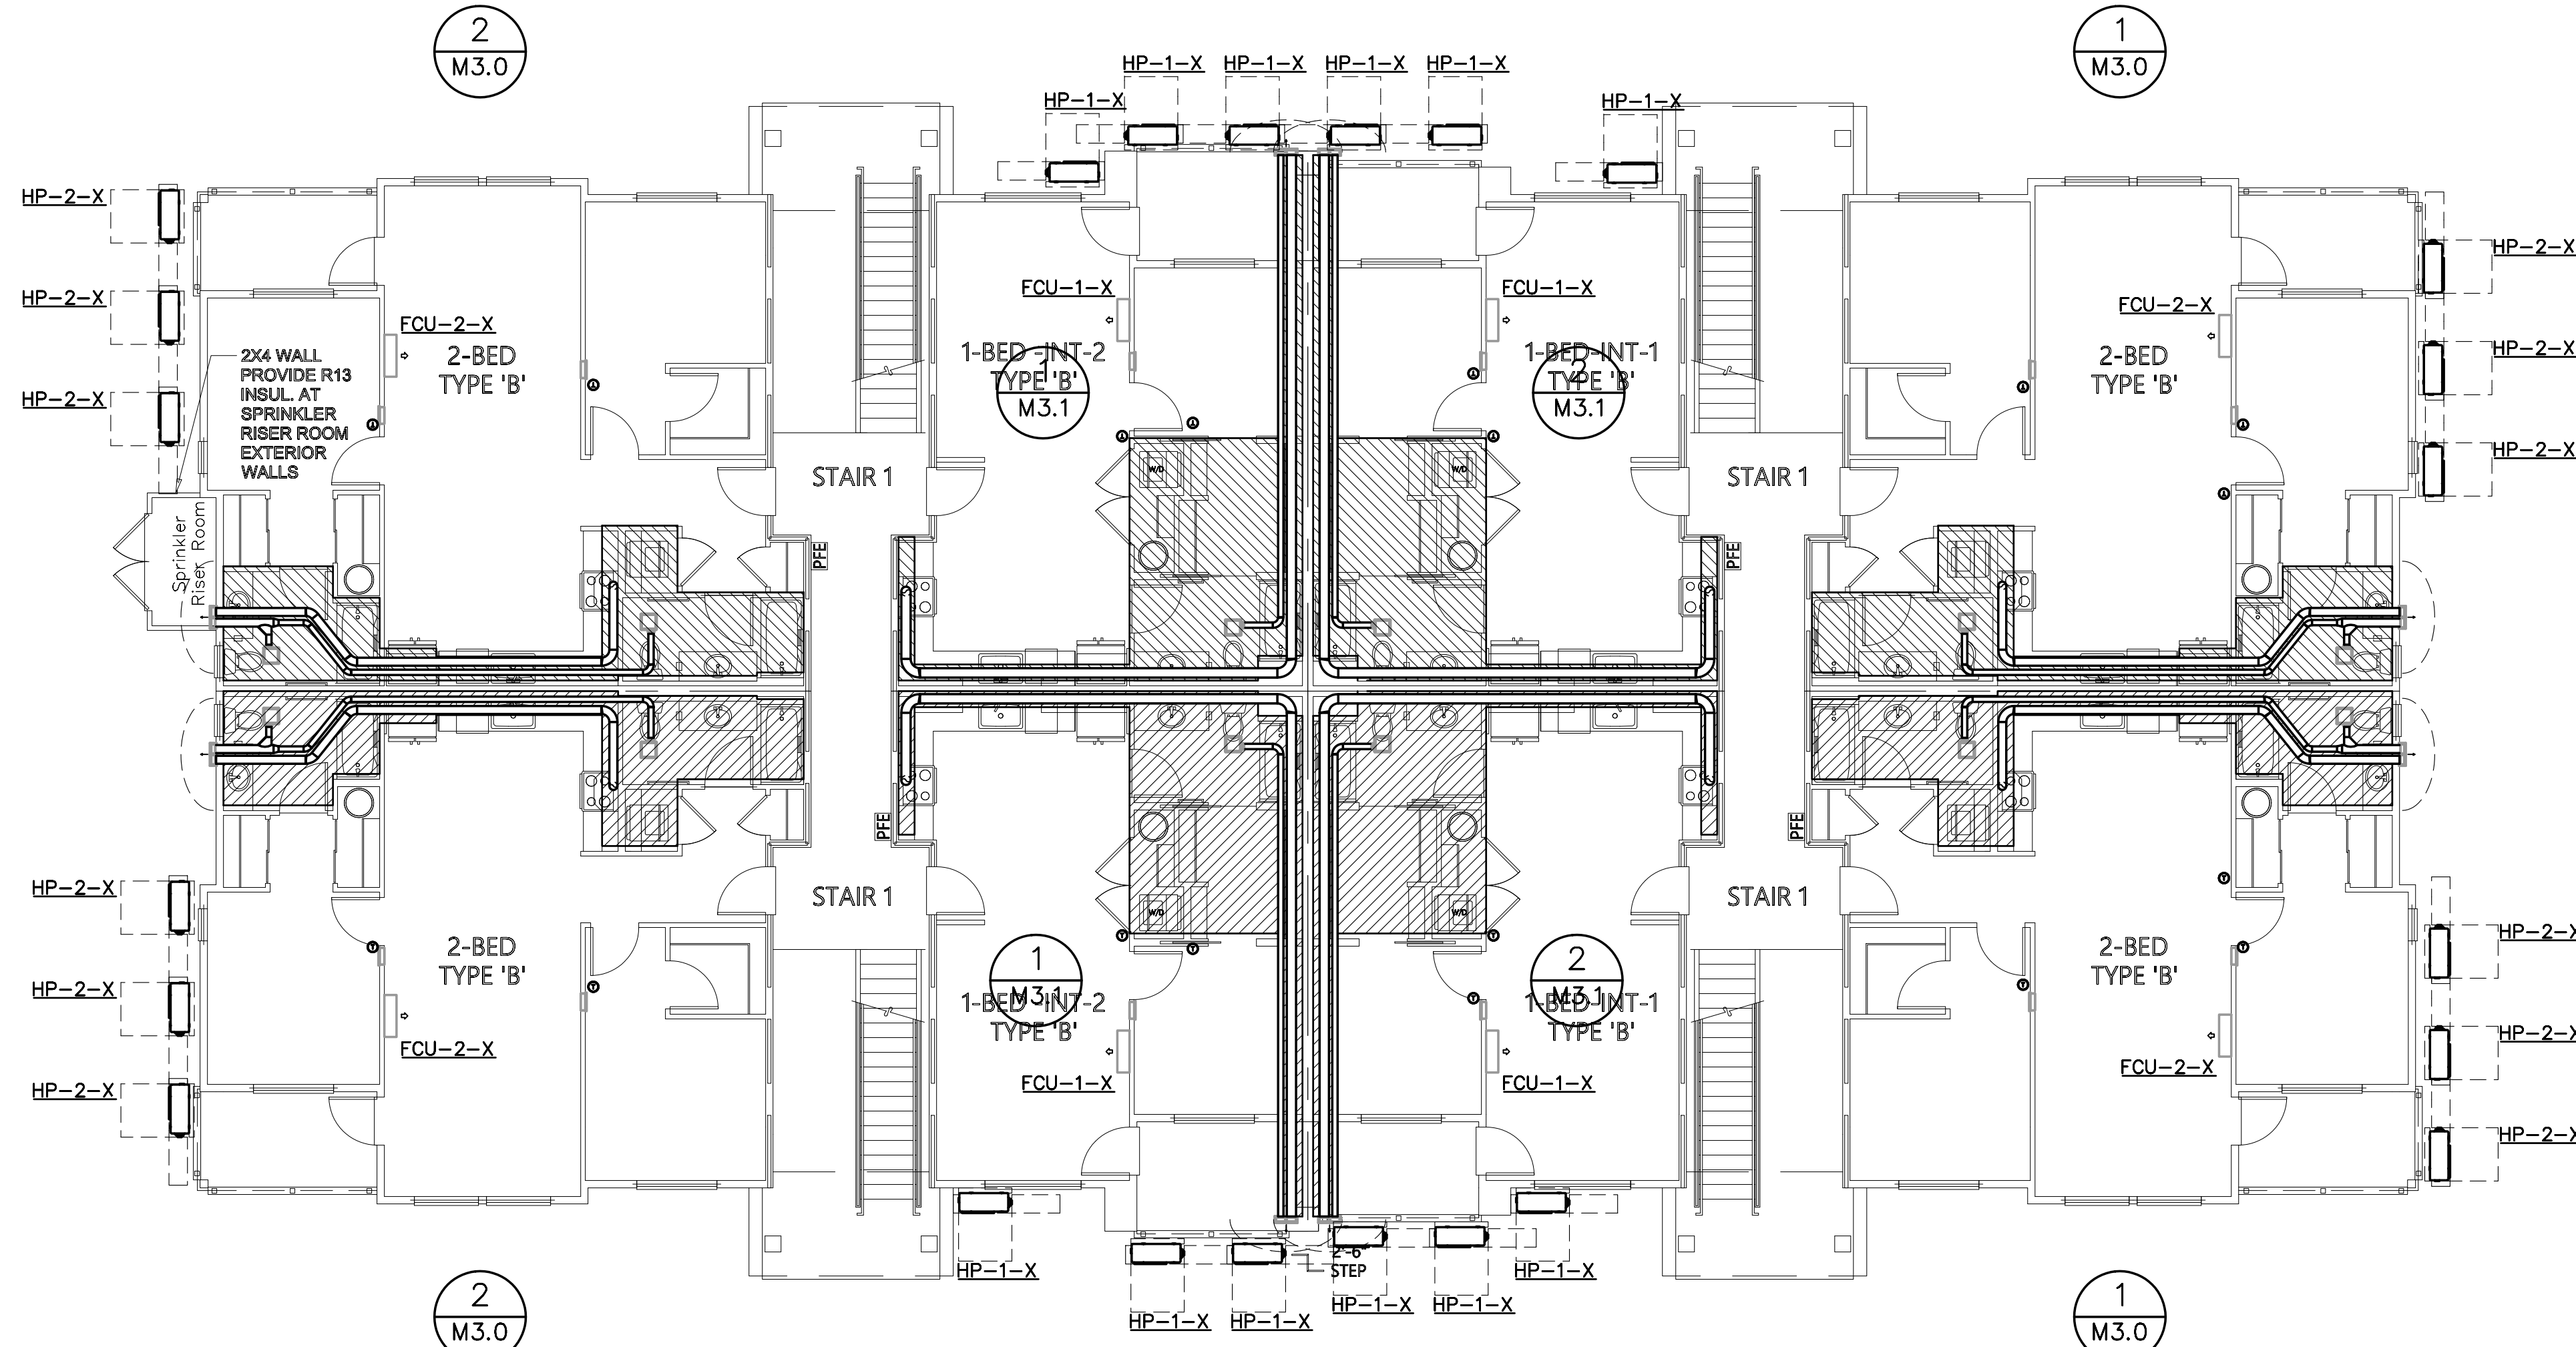 2
M3.0
1
M3.0
HP-1-X
HP-1-X
HP-1-X
HP-1-X
HP-1-X
HP-1-X
HP-2-X
HP-2-X
HP-2-X
HP-2-X
HP-2-X
HP-2-X
FCU-2-X
2-BED
TYPE 'B'
2X4 WALL
PROVIDE R13
INSUL. AT
SPRINKLER
RISER ROOM
EXTERIOR
WALLS
Sprinkler
Riser Room
FCU-1-X
1-BED -INT-2
TYPE 'B'
1
M3.1
FCU-1-X
1-BED-INT-1
TYPE 'B'
2
M3.1
FCU-2-X
2-BED
TYPE 'B'
STAIR 1
STAIR 1
W/D
W/D
PFE
PFE
PFE
PFE
W/D
W/D
STAIR 1
STAIR 1
HP-2-X
HP-2-X
HP-2-X
2-BED
TYPE 'B'
FCU-2-X
1
M3.1
1-BED -INT-2
TYPE 'B'
FCU-1-X
2
M3.1
1-BED-INT-1
TYPE 'B'
FCU-1-X
2-BED
TYPE 'B'
FCU-2-X
HP-2-X
HP-2-X
HP-2-X
HP-1-X
HP-1-X
HP-1-X
2'-6"
STEP
HP-1-X
HP-1-X
HP-1-X
2
M3.0
1
M3.0